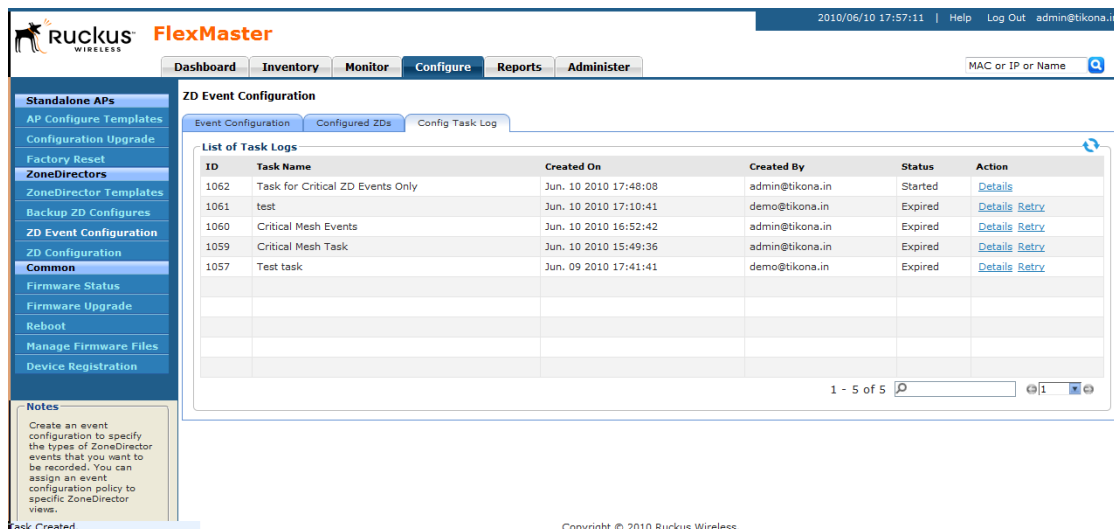 2010/06/10 17:57:11 | Help Log Out admin@tikona.in
Ruckus WIRELESS FlexMaster
Dashboard Inventory Monitor Configure Reports Administer MAC or IP or Name
Standalone APs
AP Configure Templates
Configuration Upgrade
Factory Reset
ZoneDirectors
ZoneDirector Templates
Backup ZD Configures
ZD Event Configuration
ZD Configuration
Common
Firmware Status
Firmware Upgrade
Reboot
Manage Firmware Files
Device Registration
Notes
Create an event
configuration to specify
the types of ZoneDirector
events that you want to
be recorded. You can
assign an event
configuration policy to
specific ZoneDirector
views.
Task Created
ZD Event Configuration
Event Configuration Configured ZDs Config Task Log
List of Task Logs
ID Task Name Created On Created By Status Action
1062 Task for Critical ZD Events Only Jun. 10 2010 17:48:08 admin@tikona.in Started Details
1061 test Jun. 10 2010 17:10:41 demo@tikona.in Expired Details Retry
1060 Critical Mesh Events Jun. 10 2010 16:52:42 admin@tikona.in Expired Details Retry
1059 Critical Mesh Task Jun. 10 2010 15:49:36 admin@tikona.in Expired Details Retry
1057 Test task Jun. 09 2010 17:41:41 demo@tikona.in Expired Details Retry
1 - 5 of 5 1
Copyright © 2010 Ruckus Wireless